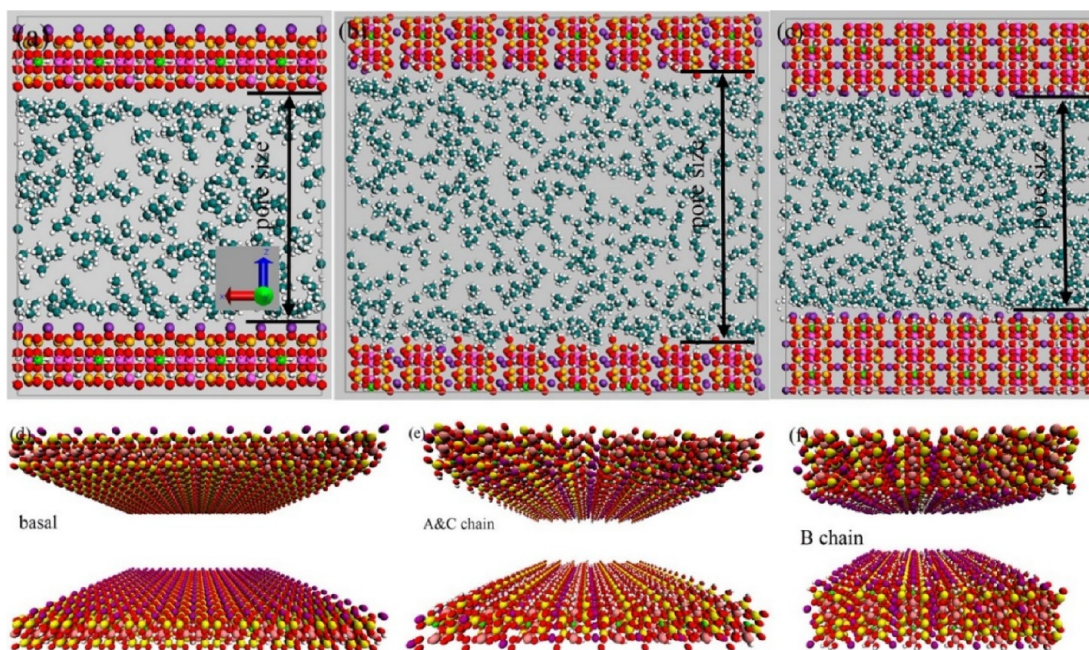 (a)
(b)
(c)
pore size
pore size
pore size
(d)
(e)
(f)
basal
A&C chain
B chain